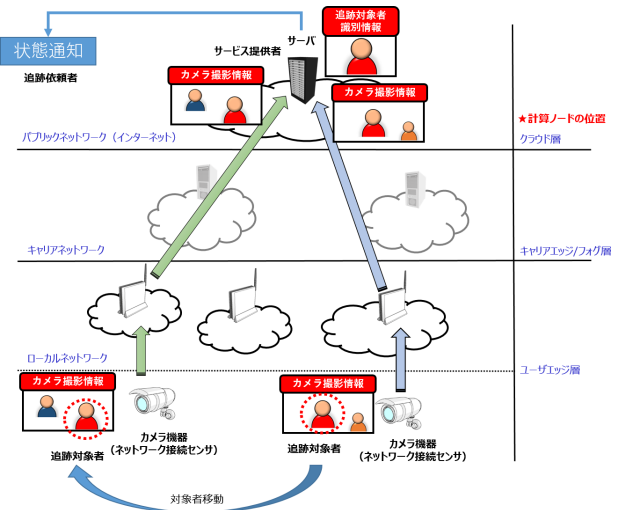 状態通知
追跡依頼者
サービス提供者
サーバ
追跡対象者
識別情報
カメラ撮影情報
カメラ撮影情報
パブリックネットワーク（インターネット）
★計算ノードの位置
クラウド層
キャリアネットワーク
キャリアエッジ/フォグ層
ローカルネットワーク
ユーザエッジ層
カメラ撮影情報
カメラ撮影情報
追跡対象者
カメラ機器
（ネットワーク接続センサ）
追跡対象者
カメラ機器
（ネットワーク接続センサ）
対象者移動